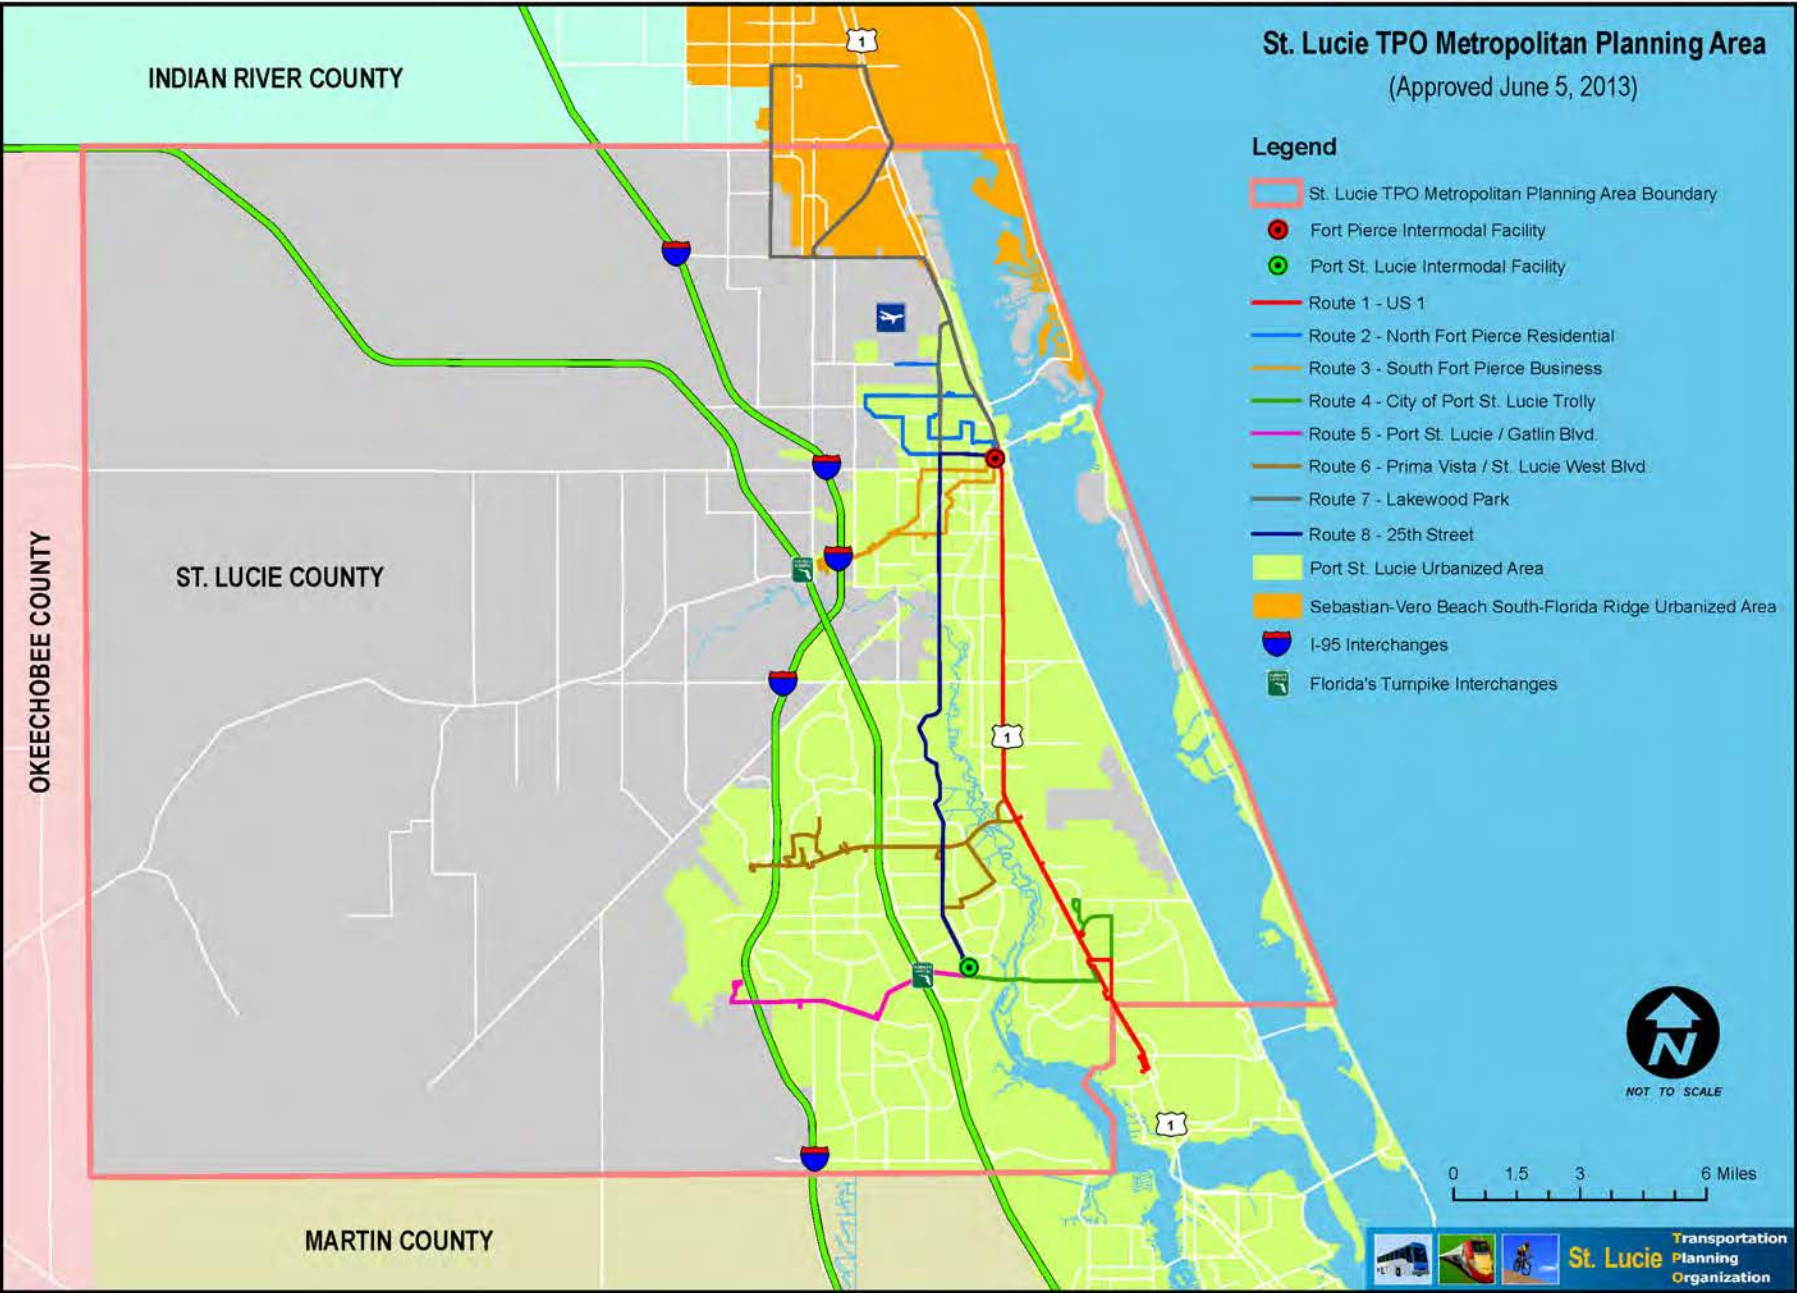 St. Lucie TPO Metropolitan Planning Area
(Approved June 5, 2013)
INDIAN RIVER COUNTY
1
Legend
St. Lucie TPO Metropolitan Planning Area Boundary
Fort Pierce Intermodal Facility
Port St. Lucie Intermodal Facility
Route 1 - US 1
Route 2 - North Fort Pierce Residential
Route 3 - South Fort Pierce Business
Route 4 - City of Port St. Lucie Trolly
Route 5 - Port St. Lucie / Gatlin Blvd.
Route 6 - Prima Vista / St. Lucie West Blvd
Route 7 - Lakewood Park
Route 8 - 25th Street
Port St. Lucie Urbanized Area
Sebastian-Vero Beach South-Florida Ridge Urbanized Area
I-95 Interchanges
Florida's Turnpike Interchanges
OKEECHOBEE COUNTY
ST. LUCIE COUNTY
1
N
NOT TO SCALE
1
0 1.5 3 6 Miles
MARTIN COUNTY
St. Lucie
Transportation
Planning
Organization